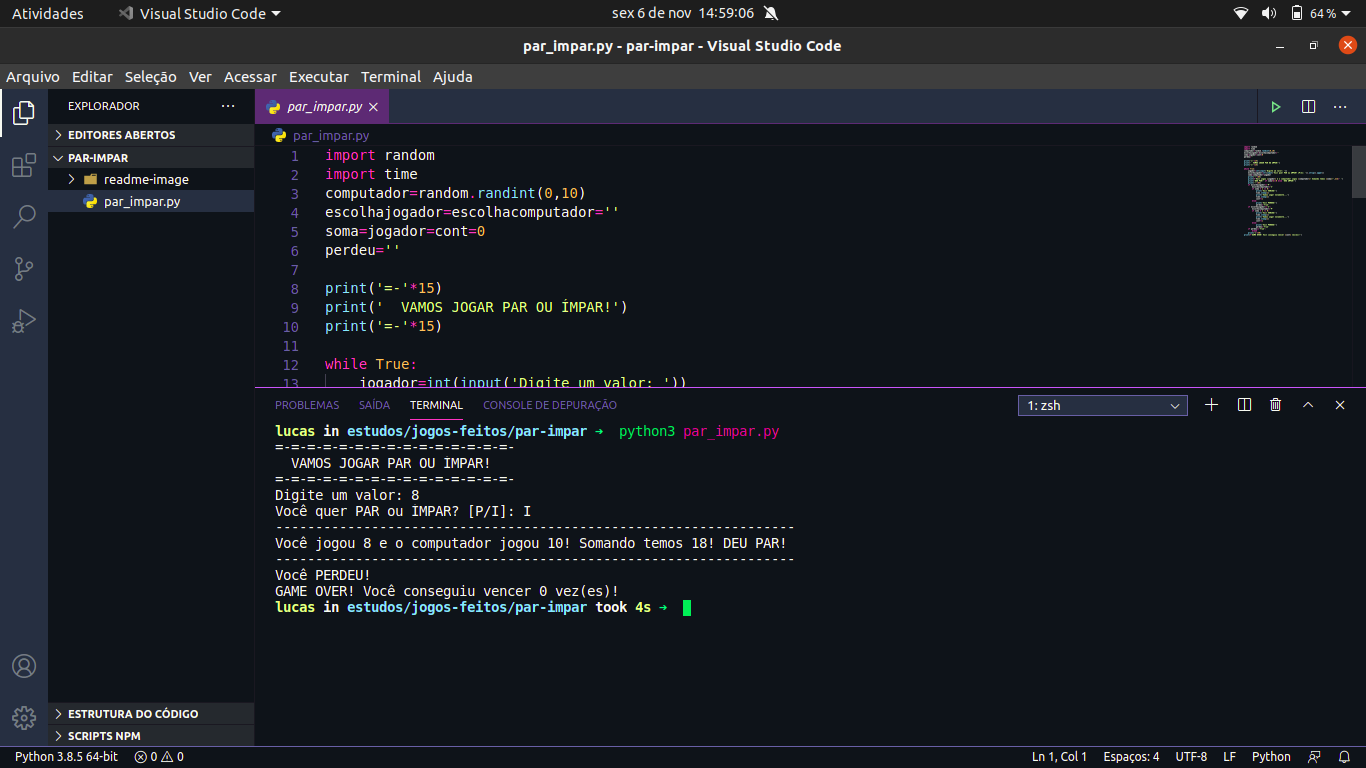 Atividades Visual Studio Code sex 6 de nov 14:59:06 64 %
par_impar.py - par-impar - Visual Studio Code
Arquivo Editar Seleção Ver Acessar Executar Terminal Ajuda
EXPLORADOR
EDITORES ABERTOS
PAR-IMPAR
readme-image
par_impar.py
par_impar.py
par_impar.py
1 import random
2 import time
3 computador=random.randint(0,10)
4 escolhajogador=escolhacomputador=''
5 soma=jogador=cont=0
6 perdeu=''
7
8 print('=-'*15)
9 print('  VAMOS JOGAR PAR OU ÍMPAR!')
10 print('=-'*15)
11
12 while True:
13     jogador=int(input('Digite um valor: '))
PROBLEMAS SAÍDA TERMINAL CONSOLE DE DEPURAÇÃO 1: zsh
lucas in estudos/jogos-feitos/par-impar ➜ python3 par_impar.py
=-=-=-=-=-=-=-=-=-=-=-=-=-=-=-
  VAMOS JOGAR PAR OU ÍMPAR!
=-=-=-=-=-=-=-=-=-=-=-=-=-=-=-
Digite um valor: 8
Você quer PAR ou ÍMPAR? [P/I]: I
-----------------------------------------------------------------
Você jogou 8 e o computador jogou 10! Somando temos 18! DEU PAR!
-----------------------------------------------------------------
Você PERDEU!
GAME OVER! Você conseguiu vencer 0 vez(es)!
lucas in estudos/jogos-feitos/par-impar took 4s ➜
ESTRUTURA DO CÓDIGO
SCRIPTS NPM
Python 3.8.5 64-bit 0 0 Ln 1, Col 1 Espaços: 4 UTF-8 LF Python